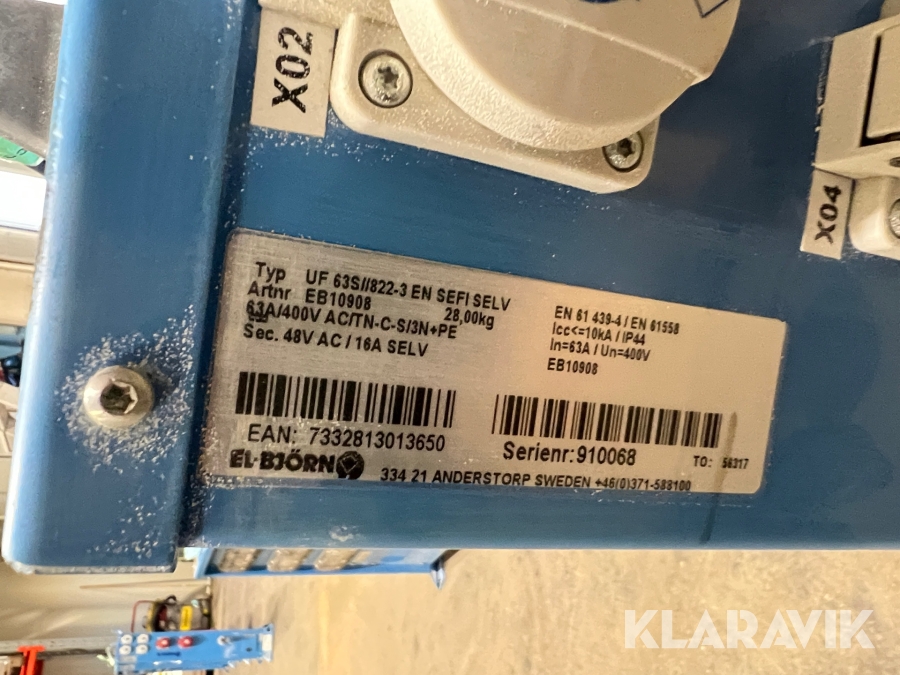 X02
X04
Typ UF 63S//822-3 EN SEFI SELV
Artnr EB10908 28,00kg
63A/400V AC/TN-C-S/3N+PE
Sec. 48V AC / 16A SELV
EAN: 7332813013650
EL-BJÖRN
EN 61 439-4 / EN 61558
Icc<=10kA / IP44
In=63A / Un=400V
EB10908
Serienr:910068
TO: 56317
334 21 ANDERSTORP SWEDEN +46(0)371-588100
KLARAVIK